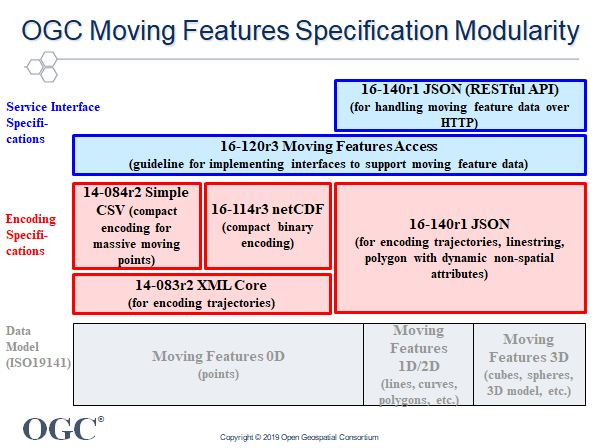 OGC Moving Features Specification Modularity
16-140r1 JSON (RESTful API)
(for handling moving feature data over
HTTP)
Service Interface
Specifi-
cations
16-120r3 Moving Features Access
(guideline for implementing interfaces to support moving feature data)
Encoding
Specifi-
cations
14-084r2 Simple
CSV (compact
encoding for
massive moving
points)
16-114r3 netCDF
(compact binary
encoding)
16-140r1 JSON
(for encoding trajectories, linestring,
polygon with dynamic non-spatial
attributes)
14-083r2 XML Core
(for encoding trajectories)
Data
Model
(ISO19141)
Moving Features 0D
(points)
Moving
Features
1D/2D
(lines, curves,
polygons, etc.)
Moving
Features 3D
(cubes, spheres,
3D model, etc.)
OGC®
Copyright © 2019 Open Geospatial Consortium